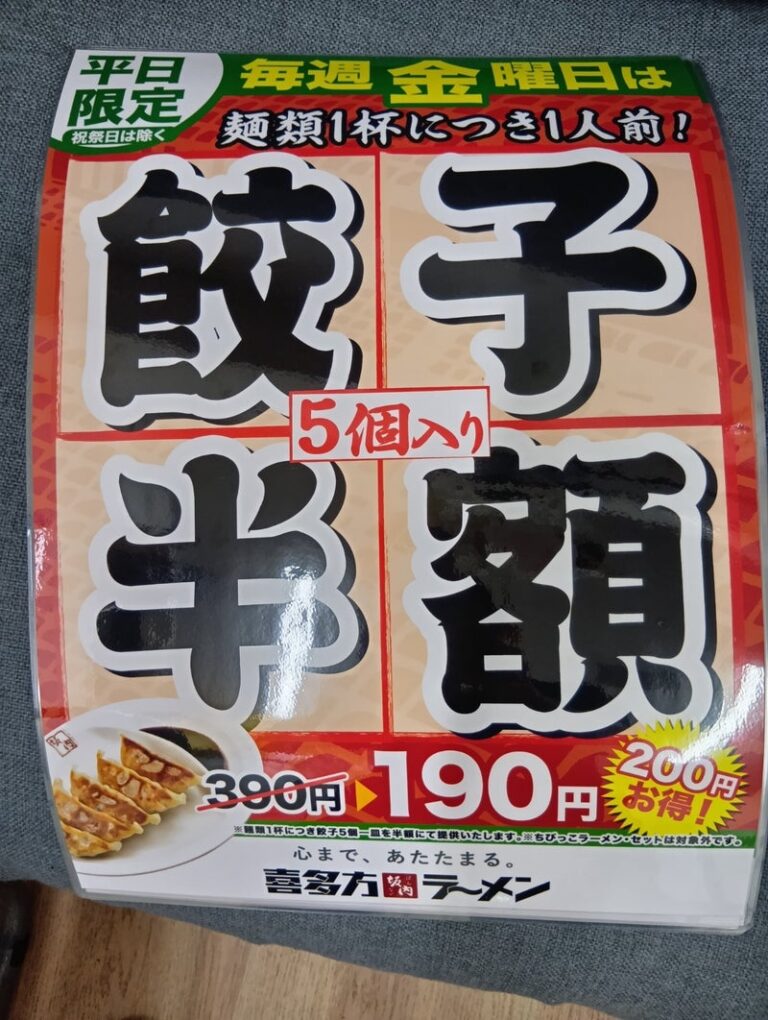 平日
限定
祝祭日は除く
毎週金曜日は
麺類1杯につき1人前!
餃子
5個入り
半額
390円▶190円
200円
お得!
※麺類1杯につき餃子5個一皿を半額にて提供いたします。※ちびっこラーメン・セットは対象外です。
心まで、あたたまる。
喜多方坂内ラーメン